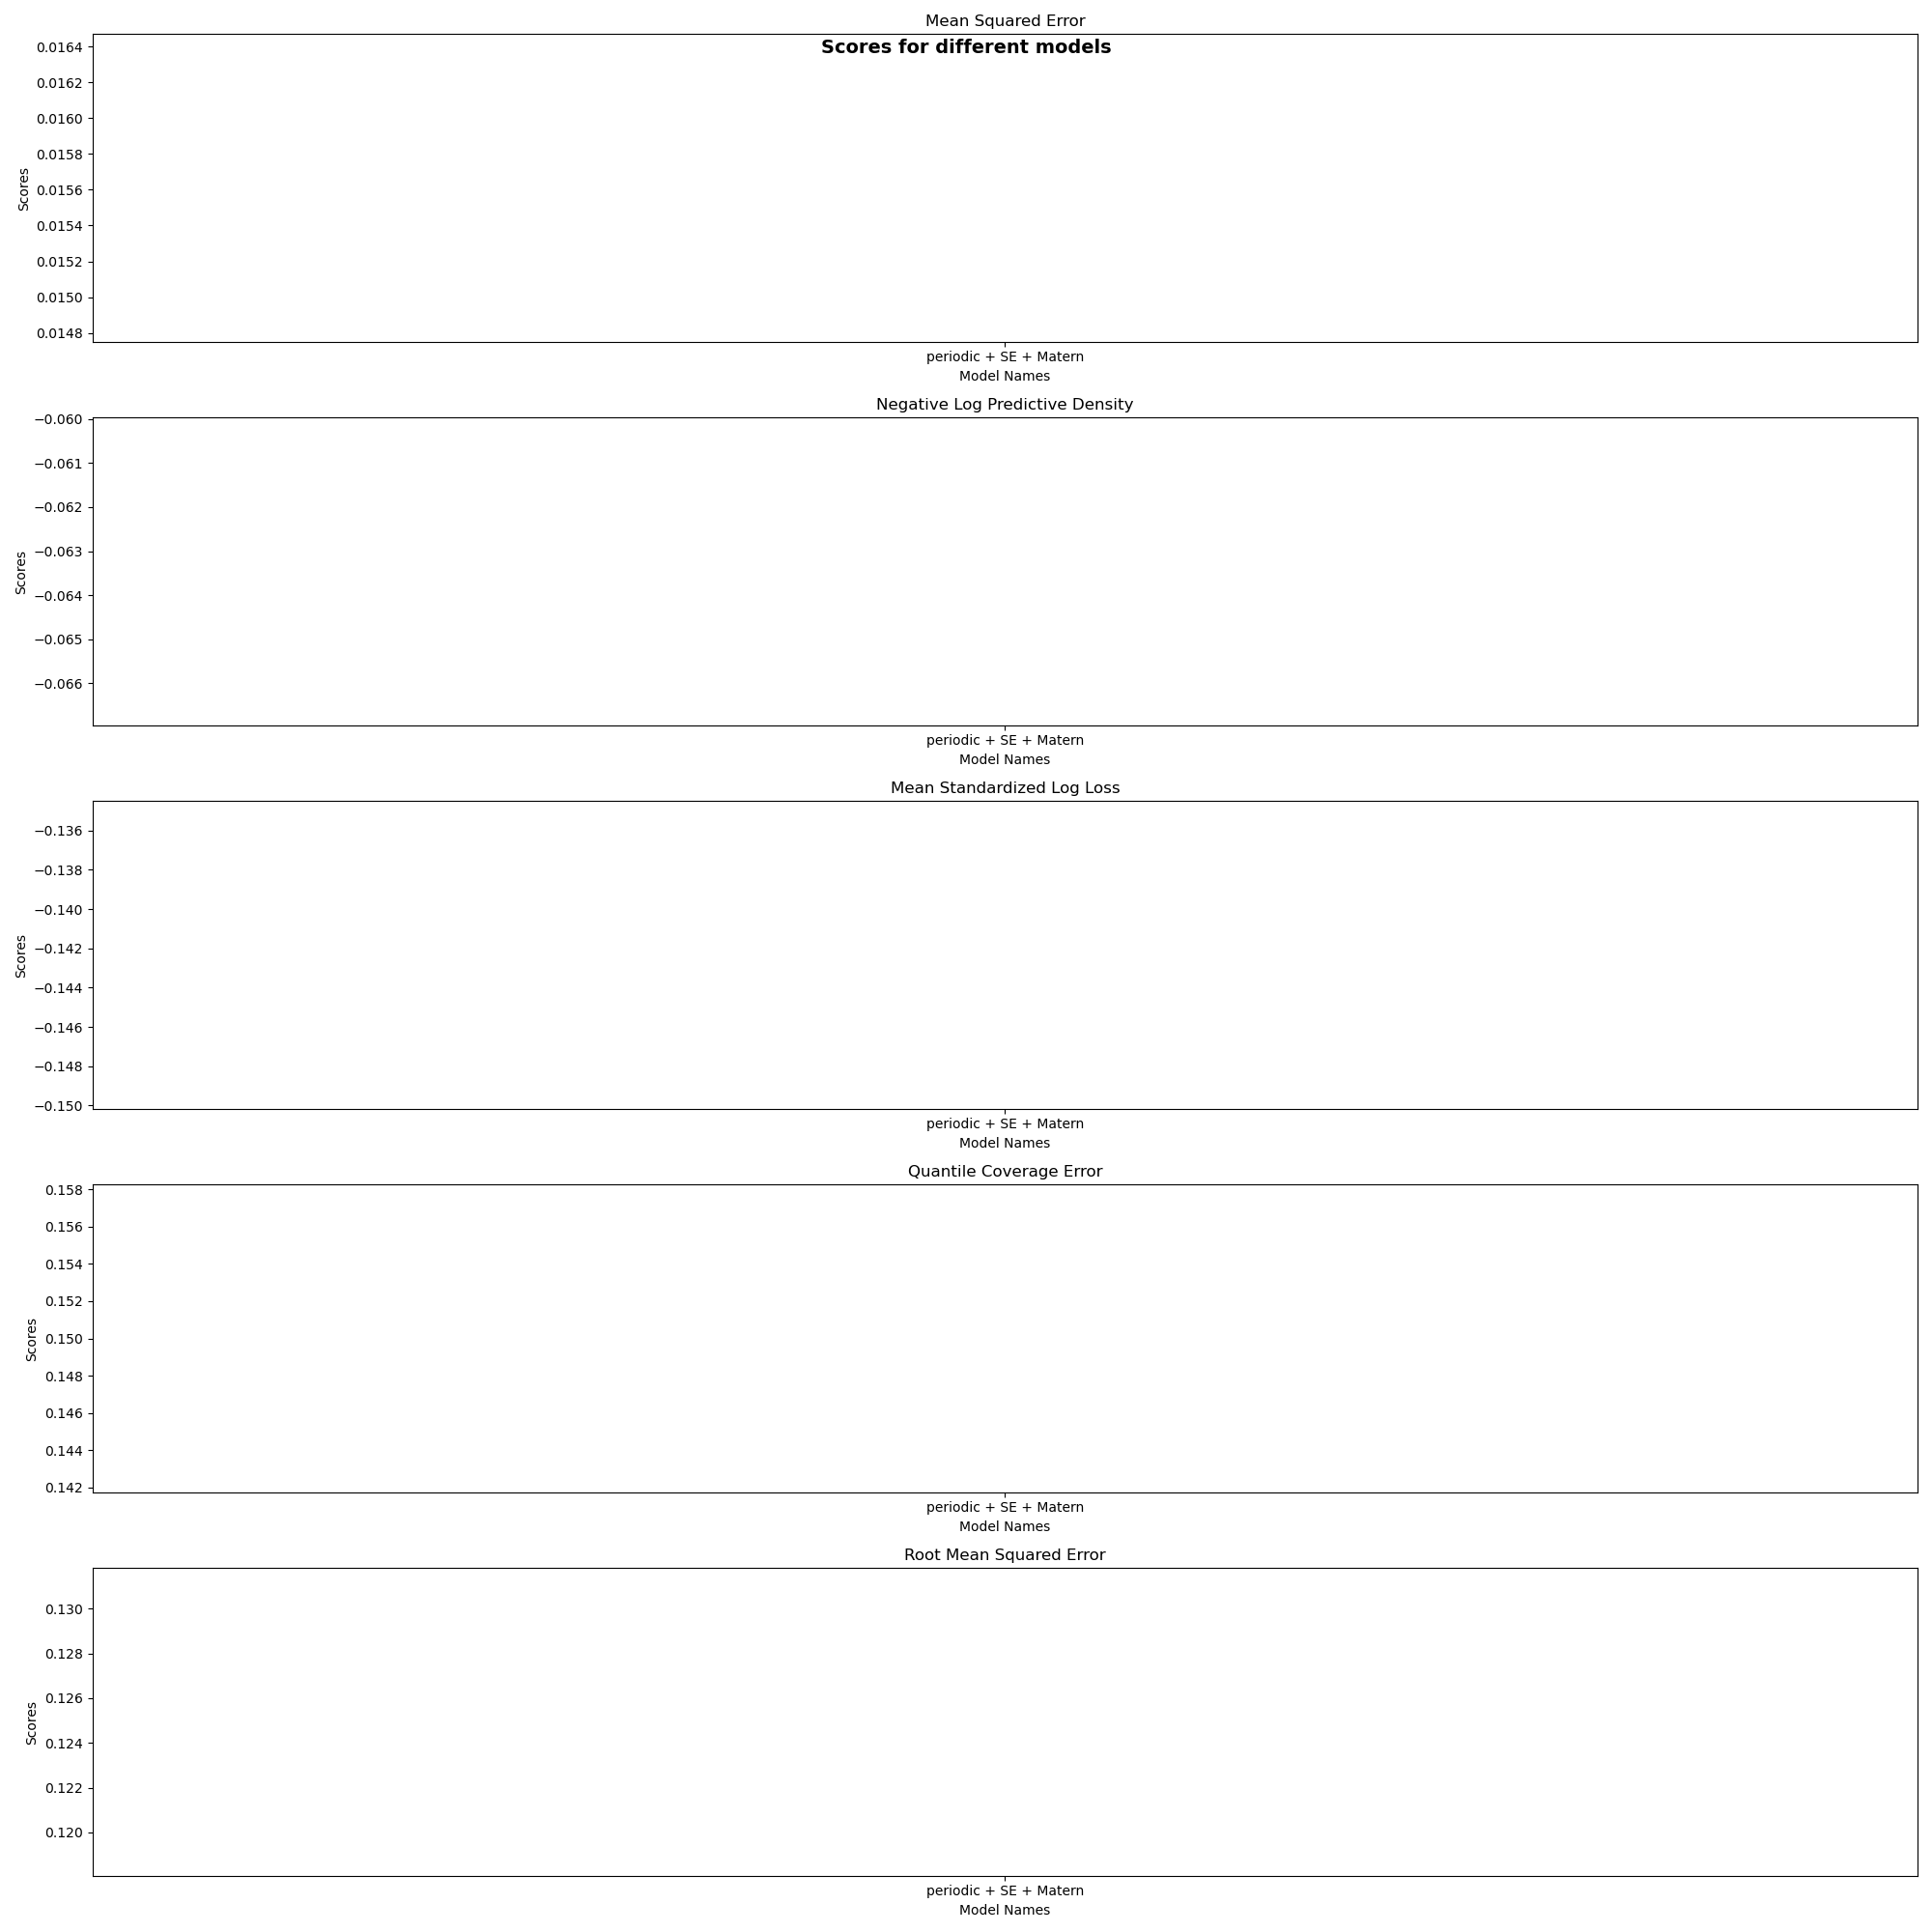 Mean Squared Error
Scores for different models
0.0164
0.0162
0.0160
0.0158
0.0156
0.0154
0.0152
0.0150
0.0148
Scores
periodic + SE + Matern
Model Names
Negative Log Predictive Density
−0.060
−0.061
−0.062
−0.063
−0.064
−0.065
−0.066
Scores
periodic + SE + Matern
Model Names
Mean Standardized Log Loss
−0.136
−0.138
−0.140
−0.142
−0.144
−0.146
−0.148
−0.150
Scores
periodic + SE + Matern
Model Names
Quantile Coverage Error
0.158
0.156
0.154
0.152
0.150
0.148
0.146
0.144
0.142
Scores
periodic + SE + Matern
Model Names
Root Mean Squared Error
0.130
0.128
0.126
0.124
0.122
0.120
Scores
periodic + SE + Matern
Model Names